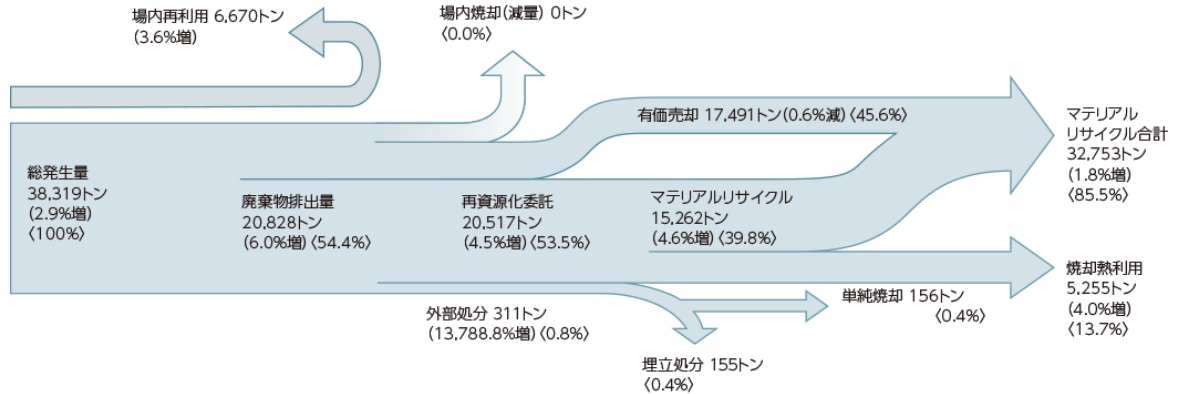 場内再利用 6,670トン
(3.6%増)
場内焼却(減量) 0トン
〈0.0%〉
有価売却 17,491トン(0.6%減)〈45.6%〉
マテリアル
リサイクル合計
32,753トン
(1.8%増)
〈85.5%〉
総発生量
38,319トン
(2.9%増)
〈100%〉
廃棄物排出量
20,828トン
(6.0%増)〈54.4%〉
再資源化委託
20,517トン
(4.5%増)〈53.5%〉
マテリアルリサイクル
15,262トン
(4.6%増)〈39.8%〉
焼却熱利用
5,255トン
(4.0%増)
〈13.7%〉
外部処分 311トン
(13,788.8%増)〈0.8%〉
単純焼却 156トン
〈0.4%〉
埋立処分 155トン
〈0.4%〉